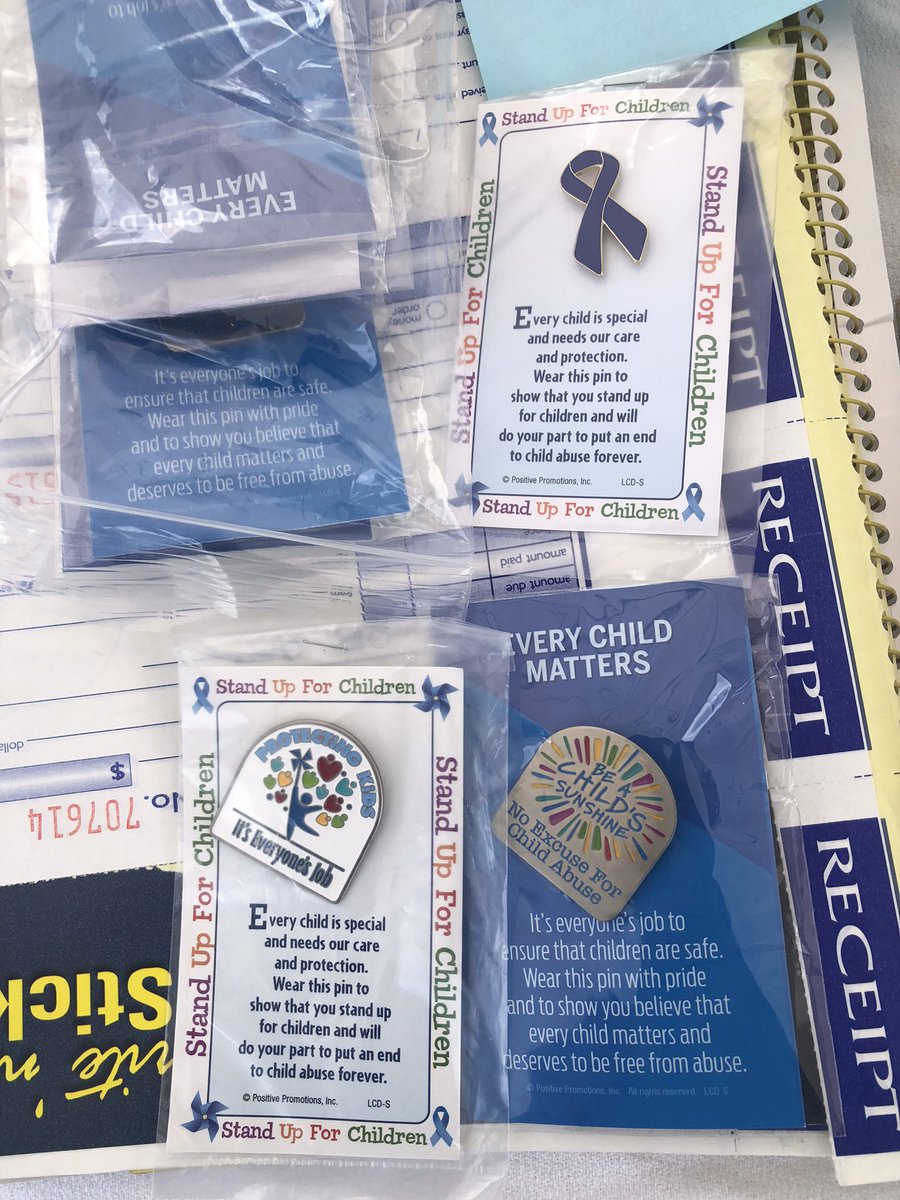 job to
EVERY CHILD
MATTERS
money
order
It's everyone's job to
ensure that children are safe.
Wear this pin with pride
and to show you believe that
every child matters and
deserves to be free from abuse.
Stand Up For Children
Stand Up For Children
Stand Up For Children
Every child is special
and needs our care
and protection.
Wear this pin to
show that you stand up
for children and will
do your part to put an end
to child abuse forever.
© Positive Promotions, Inc. LCD-S
Stand Up For Children
RECEIPT
amount
paid
amount due
RECEIPT
RECEIPT
dolla
$
No.
707614
Stick
Stand Up For Children
Stand Up For Children
Stand Up For Children
PROTECTING KIDS
It's Everyone's Job
Every child is special
and needs our care
and protection.
Wear this pin to
show that you stand up
for children and will
do your part to put an end
to child abuse forever.
© Positive Promotions, Inc. LCD-S
Stand Up For Children
EVERY CHILD
MATTERS
BE A
CHILD'S
SUNSHINE
No Excuse For
Child Abuse
It's everyone's job to
ensure that children are safe.
Wear this pin with pride
and to show you believe that
every child matters and
deserves to be free from abuse.
© Positive Promotions, Inc. All rights reserved. LCD-S